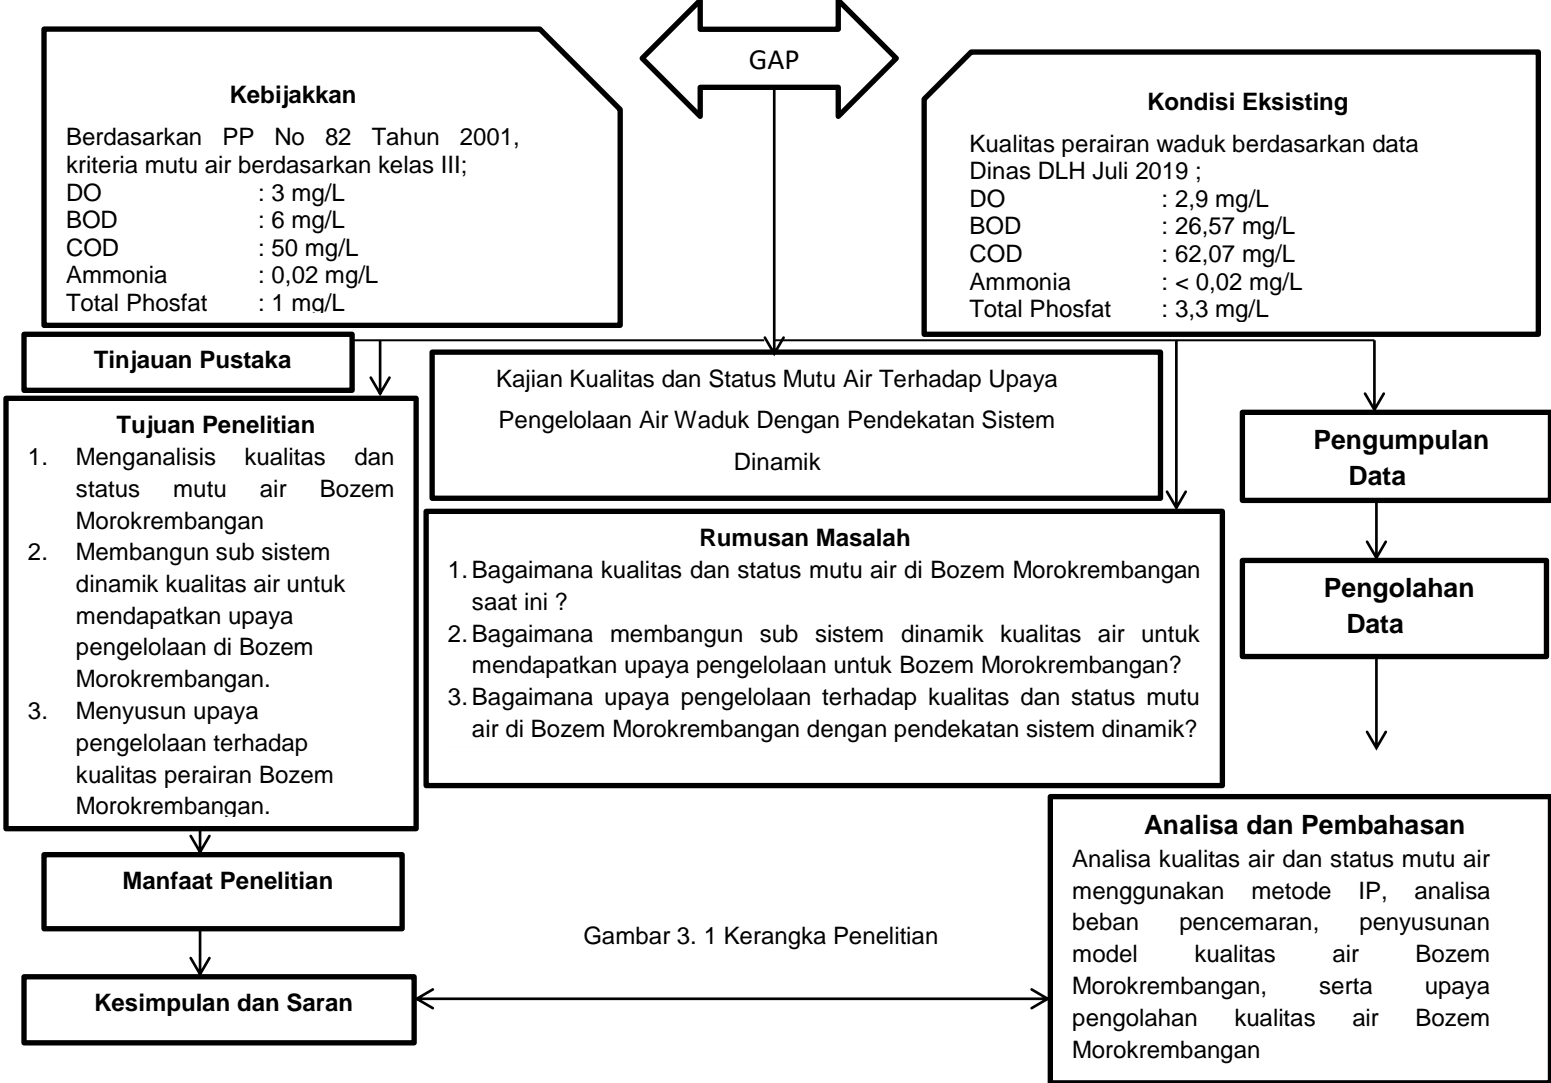 GAP
Kebijakkan
Berdasarkan PP No 82 Tahun 2001,
kriteria mutu air berdasarkan kelas III;
DO : 3 mg/L
BOD : 6 mg/L
COD : 50 mg/L
Ammonia : 0,02 mg/L
Total Phosfat : 1 mg/L
Kondisi Eksisting
Kualitas perairan waduk berdasarkan data
Dinas DLH Juli 2019 ;
DO : 2,9 mg/L
BOD : 26,57 mg/L
COD : 62,07 mg/L
Ammonia : < 0,02 mg/L
Total Phosfat : 3,3 mg/L
Tinjauan Pustaka
Kajian Kualitas dan Status Mutu Air Terhadap Upaya
Pengelolaan Air Waduk Dengan Pendekatan Sistem
Dinamik
Tujuan Penelitian
1. Menganalisis kualitas dan
status mutu air Bozem
Morokrembangan
2. Membangun sub sistem
dinamik kualitas air untuk
mendapatkan upaya
pengelolaan di Bozem
Morokrembangan.
3. Menyusun upaya
pengelolaan terhadap
kualitas perairan Bozem
Morokrembangan.
Rumusan Masalah
1. Bagaimana kualitas dan status mutu air di Bozem Morokrembangan
saat ini ?
2. Bagaimana membangun sub sistem dinamik kualitas air untuk
mendapatkan upaya pengelolaan untuk Bozem Morokrembangan?
3. Bagaimana upaya pengelolaan terhadap kualitas dan status mutu
air di Bozem Morokrembangan dengan pendekatan sistem dinamik?
Pengumpulan
Data
Pengolahan
Data
Manfaat Penelitian
Kesimpulan dan Saran
Gambar 3. 1 Kerangka Penelitian
Analisa dan Pembahasan
Analisa kualitas air dan status mutu air
menggunakan metode IP, analisa
beban pencemaran, penyusunan
model kualitas air Bozem
Morokrembangan, serta upaya
pengolahan kualitas air Bozem
Morokrembangan